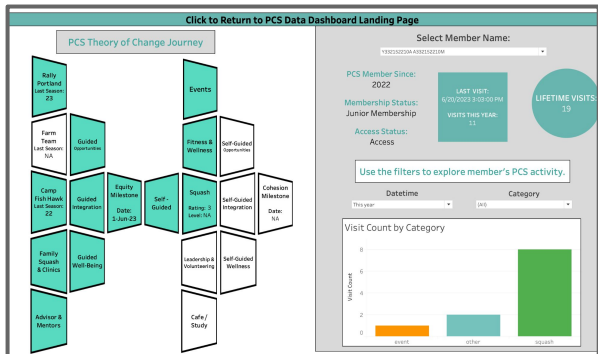 Click to Return to PCS Data Dashboard Landing Page
PCS Theory of Change Journey
Rally
Portland
Last Season:
23
Farm
Team
Last Season:
NA
Camp
Fish Hawk
Last Season:
22
Family
Squash
& Clinics
Advisor &
Mentors
Guided
Opportunities
Guided
Integration
Guided
Well-Being
Equity
Milestone
Date:
1-Jun-23
Self -
Guided
Events
Fitness &
Wellness
Squash
Rating: 3
Level: NA
Leadership &
Volunteering
Cafe /
Study
Self-Guided
Opportunities
Self-Guided
Integration
Self-Guided
Wellness
Cohesion
Milestone
Date:
NA
Select Member Name:
Y3321S2210A A3321S2210M
PCS Member Since:
2022
Membership Status:
Junior Membership
Access Status:
Access
LAST VISIT:
6/20/2023 3:03:00 PM
VISITS THIS YEAR:
11
LIFETIME VISITS:
19
Use the filters to explore member's PCS activity.
Datetime
This year
Category
(All)
Visit Count by Category
Visit Count
8
6
4
2
0
event
other
squash